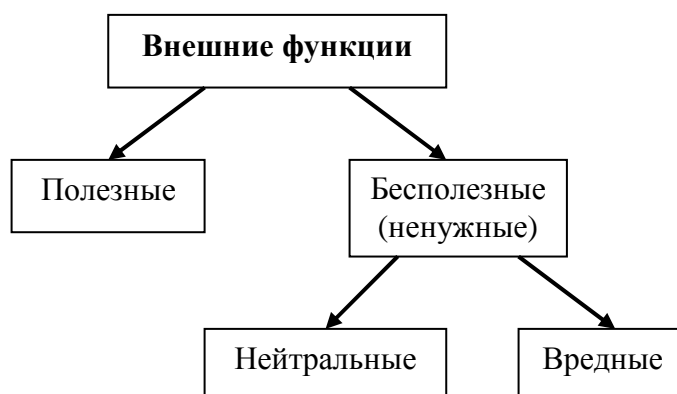 Внешние функции
Полезные
Бесполезные
(ненужные)
Нейтральные
Вредные